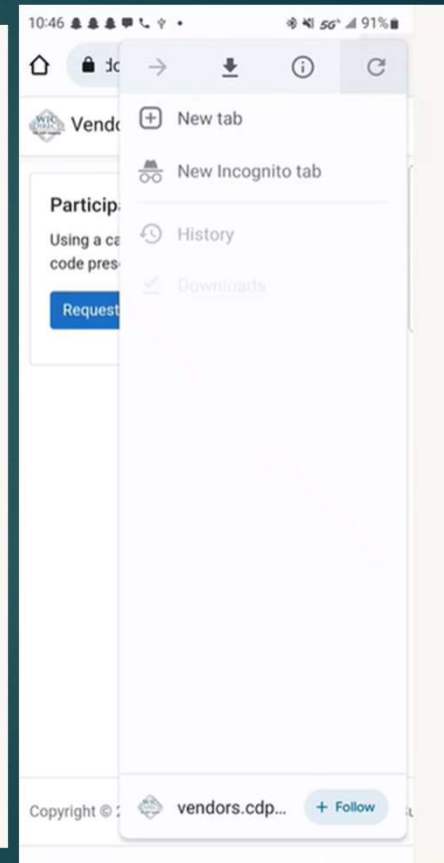 10:46 5G 91%
dc
Vendo
New tab
New Incognito tab
Particip
Using a ca
code pres
Request
History
Downloads
Copyright ©
vendors.cdp...
+ Follow